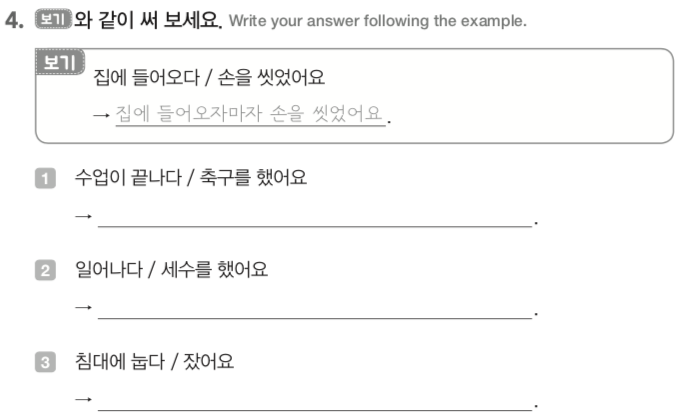 4. 보기 와 같이 써 보세요. Write your answer following the example.
보기
집에 들어오다 / 손을 씻었어요
→ 집에 들어오자마자 손을 씻었어요.
1 수업이 끝나다 / 축구를 했어요
→ .
2 일어나다 / 세수를 했어요
→ .
3 침대에 눕다 / 잤어요
→ .